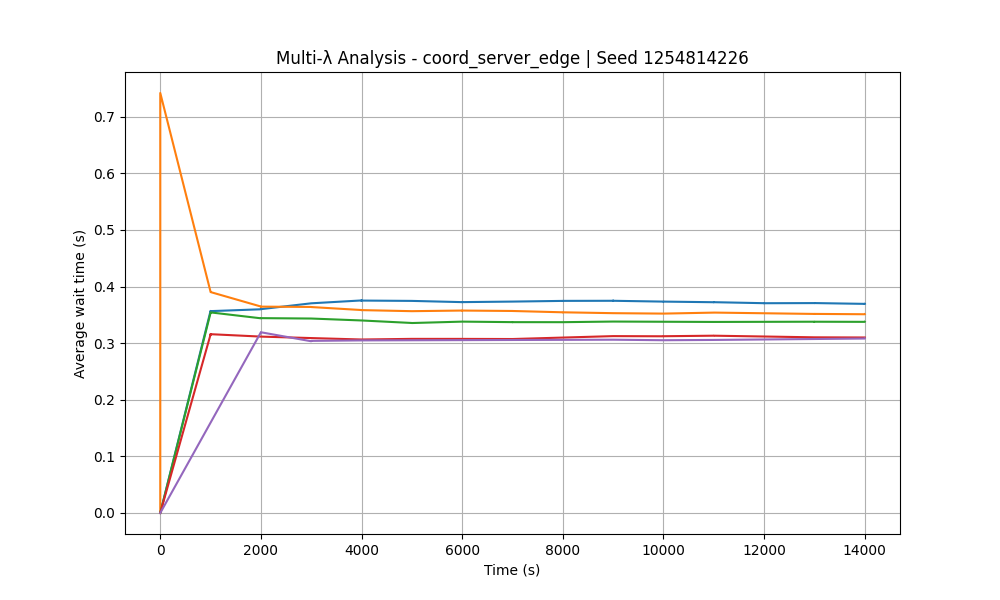 Multi-λ Analysis - coord_server_edge | Seed 1254814226
Average wait time (s)
0.7
0.6
0.5
0.4
0.3
0.2
0.1
0.0
0 2000 4000 6000 8000 10000 12000 14000
Time (s)